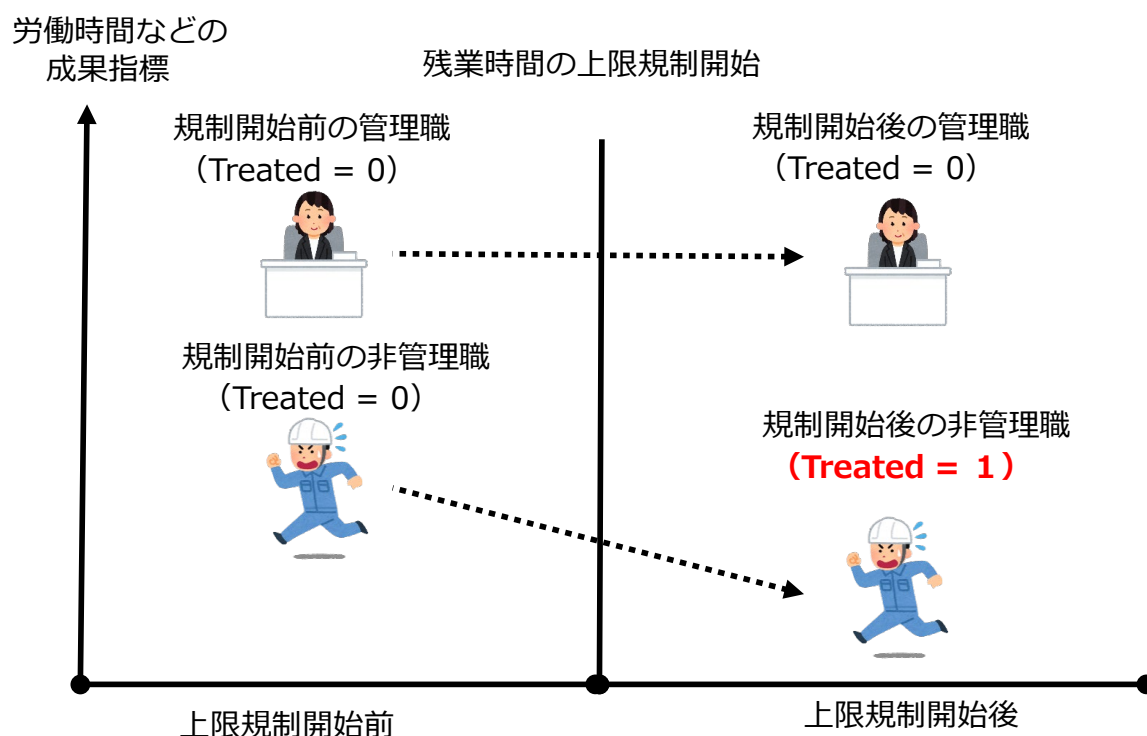 労働時間などの
成果指標
残業時間の上限規制開始
規制開始前の管理職
（Treated = 0）
規制開始後の管理職
（Treated = 0）
規制開始前の非管理職
（Treated = 0）
規制開始後の非管理職
（Treated = １）
上限規制開始前
上限規制開始後